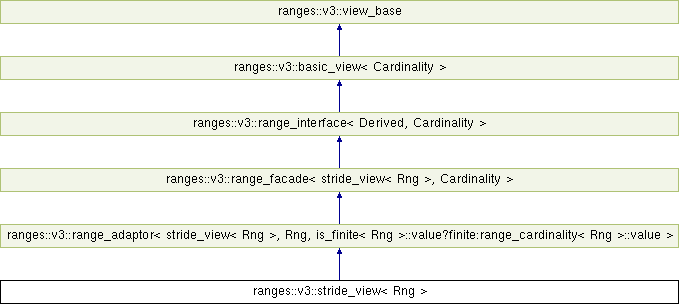 ranges::v3::view_base
ranges::v3::basic_view< Cardinality >
ranges::v3::range_interface< Derived, Cardinality >
ranges::v3::range_facade< stride_view< Rng >, Cardinality >
ranges::v3::range_adaptor< stride_view< Rng >, Rng, is_finite< Rng >::value?finite:range_cardinality< Rng >::value >
ranges::v3::stride_view< Rng >